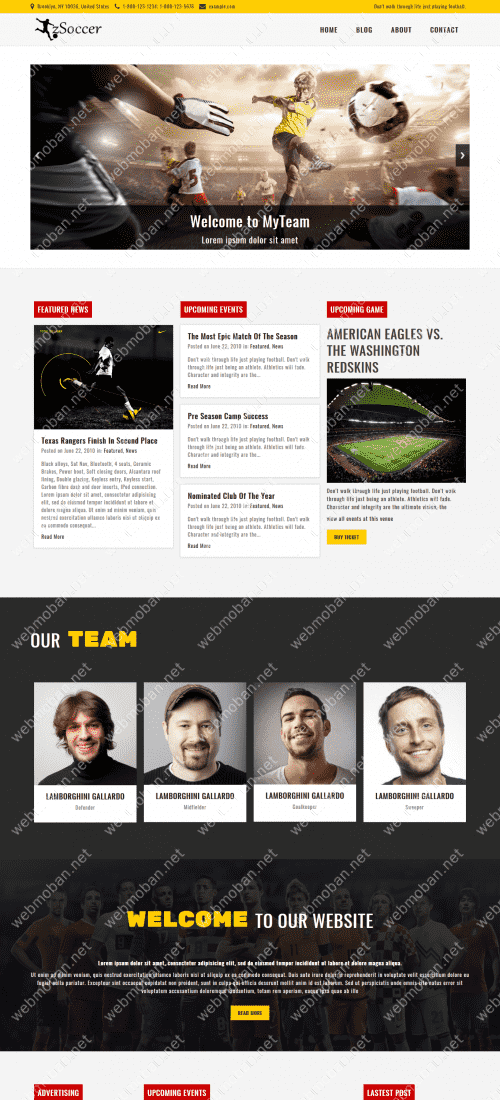 Brooklyn, NY 10036, United States
1-800-123-1234, 1-800-123-5678
example.com
Don't walk through life just playing football.
zSoccer
HOME
BLOG
ABOUT
CONTACT
Welcome to MyTeam
Lorem ipsum dolor sit amet
FEATURED NEWS
Texas Rangers Finish In Second Place
Posted on June 22, 2018 in: Featured, News
Black alloys, Sat Nav, Bluetooth, 4 seats, Ceramic
Brakes, Power boot, Soft closing doors, Alcantara roof
lining, Double glazing, Keyless entry, Keyless start,
Carbon fibre door and door inserts, iPod connection,
Lorem ipsum dolor sit amet, consectetur adipisicing
elit, sed do eiusmod tempor incididunt ut labore et
dolore magna aliqua. Ut enim ad minim veniam, quis
nostrud exercitation ullamco laboris nisi ut aliquip ex
ea commodo consequat...
Read More
UPCOMING EVENTS
The Most Epic Match Of The Season
Posted on June 22, 2018 in: Featured, News
Don't walk through life just playing football. Don't walk
through life just being an athlete. Athletics will fade.
Character and integrity are the...
Read More
Pre Season Camp Success
Posted on June 22, 2018 in: Featured, News
Don't walk through life just playing football. Don't walk
through life just being an athlete. Athletics will fade.
Character and integrity are the...
Read More
Nominated Club Of The Year
Posted on June 22, 2018 in: Featured, News
Don't walk through life just playing football. Don't walk
through life just being an athlete. Athletics will fade.
Character and integrity are the...
Read More
UPCOMING GAME
AMERICAN EAGLES VS.
THE WASHINGTON
REDSKINS
Don't walk through life just playing football. Don't walk
through life just being an athlete. Athletics will fade.
Character and integrity are the ultimate vision, the
view all events at this venue
BUY TICKET
OUR TEAM
LAMBORGHINI GALLARDO
Defender
LAMBORGHINI GALLARDO
Midfielder
LAMBORGHINI GALLARDO
Goalkeeper
LAMBORGHINI GALLARDO
Sweeper
WELCOME TO OUR WEBSITE
Lorem ipsum dolor sit amet, consectetur adipisicing elit, sed do eiusmod tempor incididunt ut labore et dolore magna aliqua.
Ut enim ad minim veniam, quis nostrud exercitation ullamco laboris nisi ut aliquip ex ea commodo consequat. Duis aute irure dolor in reprehenderit in voluptate velit esse cillum dolore eu
fugiat nulla pariatur. Excepteur sint occaecat cupidatat non proident, sunt in culpa qui officia deserunt mollit anim id est laborum. Sed ut perspiciatis unde omnis iste natus error sit
voluptatem accusantium doloremque laudantium, totam rem aperiam, eaque ipsa quae ab illo
READ MORE
ADVERTISING
UPCOMING EVENTS
LASTEST POST
webmoban.net